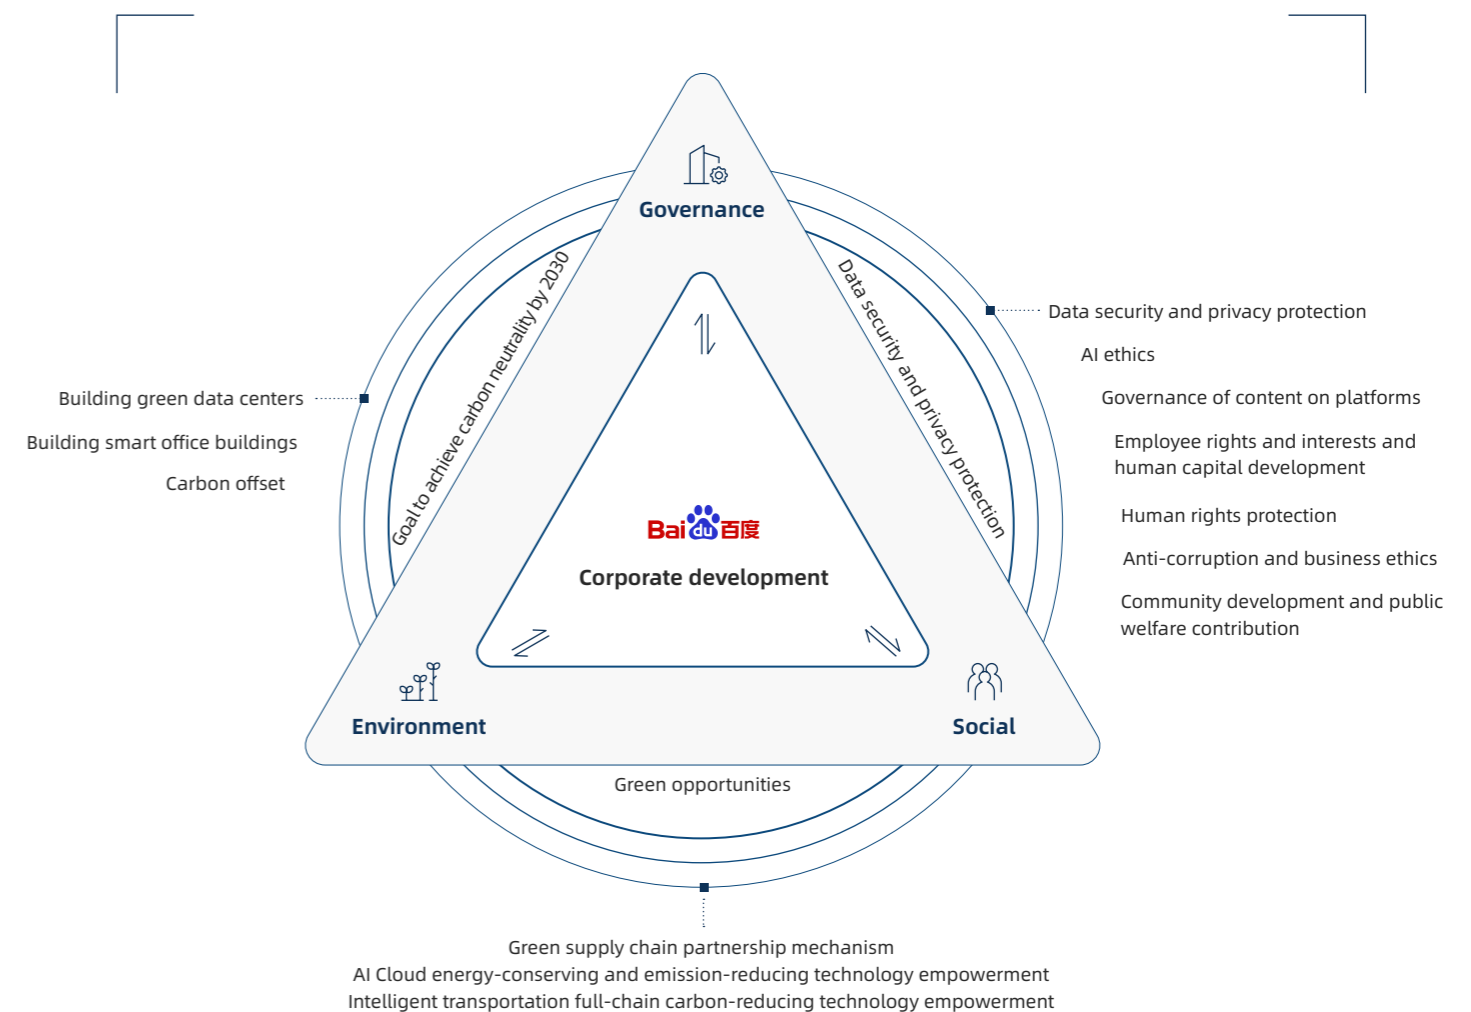 Governance
Goal to achieve carbon neutrality by 2030
Data security and privacy protection
Data security and privacy protection
AI ethics
Governance of content on platforms
Employee rights and interests and
human capital development
Human rights protection
Anti-corruption and business ethics
Community development and public
welfare contribution
Building green data centers
Building smart office buildings
Carbon offset
Bai du 百度
Corporate development
Environment
Social
Green opportunities
Green supply chain partnership mechanism
AI Cloud energy-conserving and emission-reducing technology empowerment
Intelligent transportation full-chain carbon-reducing technology empowerment